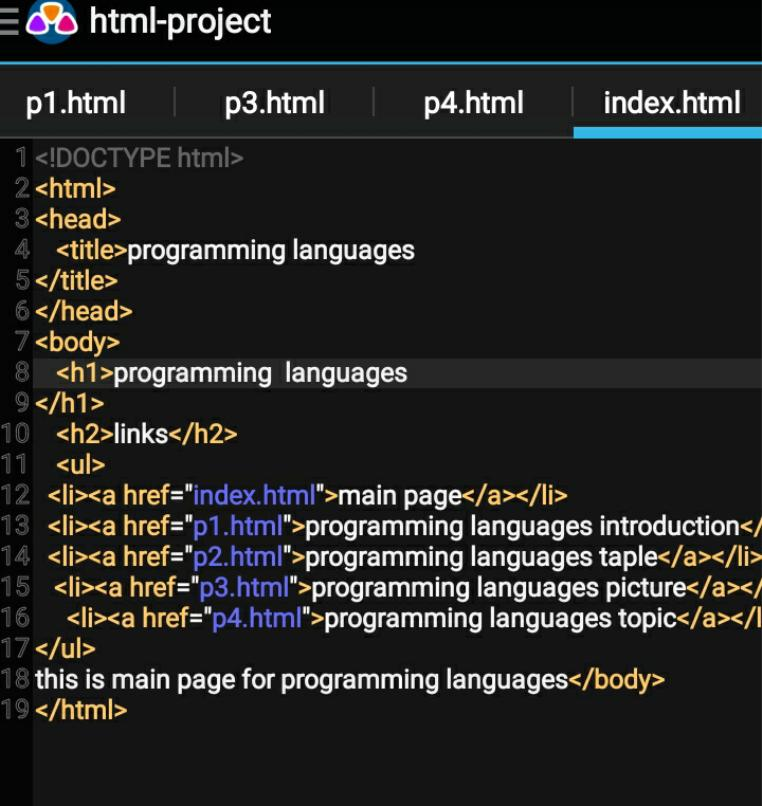 html-project
p1.html | p3.html | p4.html | index.html
1 <!DOCTYPE html>
2 <html>
3 <head>
4 <title>programming languages
5 </title>
6 </head>
7 <body>
8 <h1>programming  languages
9 </h1>
10 <h2>links</h2>
11 <ul>
12 <li><a href="index.html">main page</a></li>
13 <li><a href="p1.html">programming languages introduction</
14 <li><a href="p2.html">programming languages taple</a></li>
15 <li><a href="p3.html">programming languages picture</a></
16 <li><a href="p4.html">programming languages topic</a></l
17 </ul>
18 this is main page for programming languages</body>
19 </html>